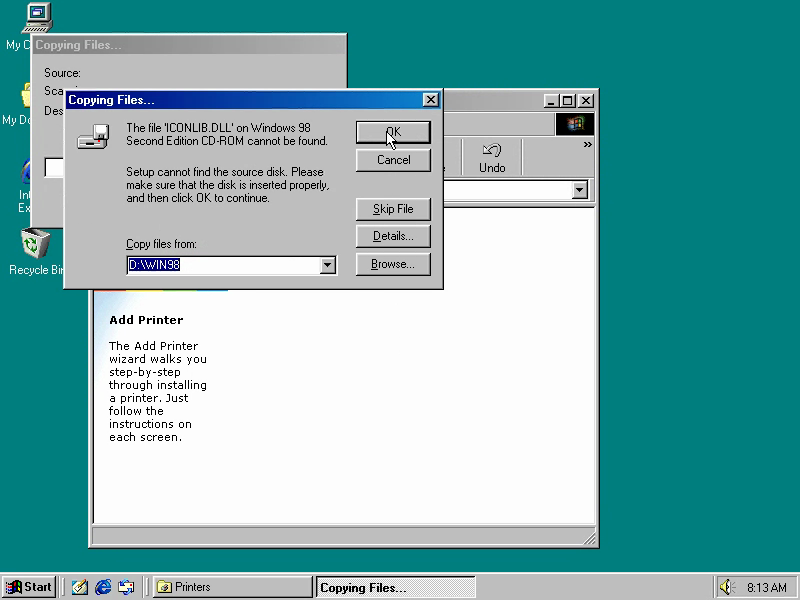 My C
Copying Files...
Source:
Sca
Des
My Do
Int
Ex
Recycle Bin
Copying Files...
The file 'ICONLIB.DLL' on Windows 98
Second Edition CD-ROM cannot be found.
Setup cannot find the source disk. Please
make sure that the disk is inserted properly,
and then click OK to continue.
Copy files from:
D:\WIN98
OK
Cancel
Skip File
Details...
Browse...
Undo
»
Add Printer
The Add Printer
wizard walks you
step-by-step
through installing
a printer. Just
follow the
instructions on
each screen.
Start
Printers
Copying Files...
8:13 AM